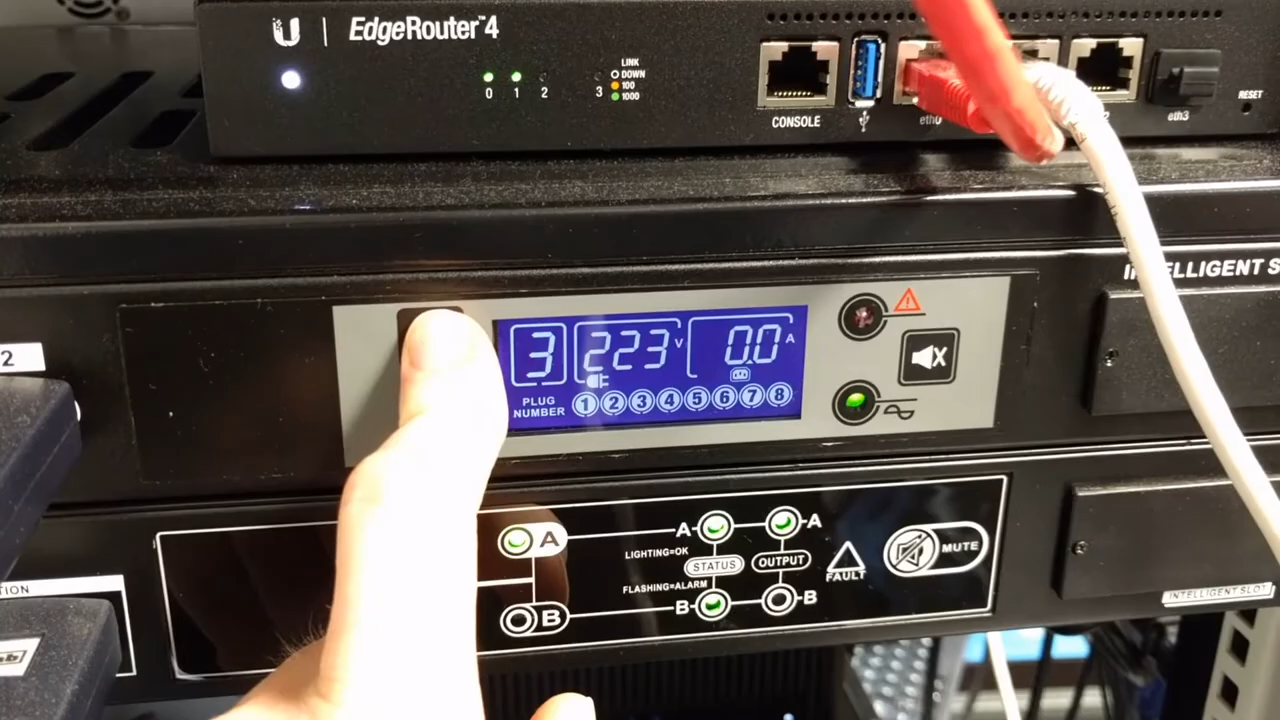 U | EdgeRouter™4
LINK
DOWN
100
1000
0 1 2 3
CONSOLE
eth0
eth3
RESET
INTELLIGENT S
2
3 223 V 0.0 A
PLUG
NUMBER 1 2 3 4 5 6 7 8
A
B
LIGHTING=OK
FLASHING=ALARM
A A
STATUS OUTPUT
B B
FAULT
MUTE
INTELLIGENT SLOT